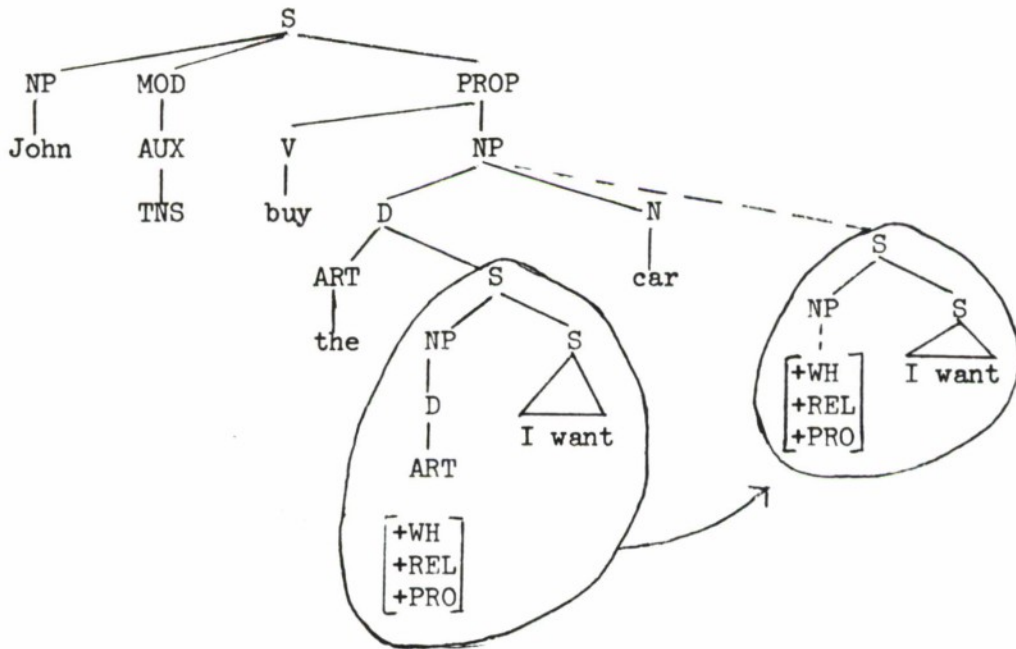 S
NP MOD PROP
John AUX V NP
TNS buy D N S
ART S car NP S
the NP S [+WH I want
D I want +REL
ART +PRO]
[+WH
+REL
+PRO]